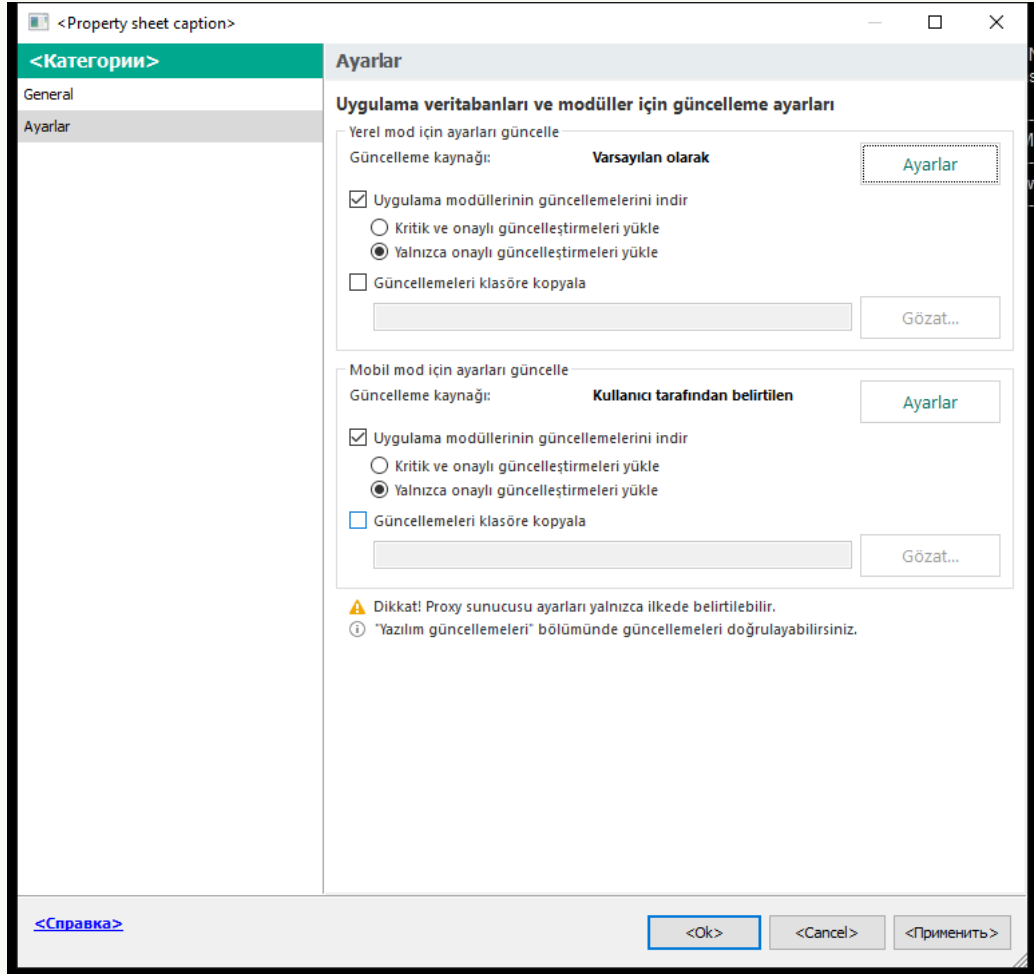 <Property sheet caption>
<Категории>
General
Ayarlar
Ayarlar
Uygulama veritabanları ve modüller için güncelleme ayarları
Yerel mod için ayarları güncelle
Güncelleme kaynağı: Varsayılan olarak Ayarlar
Uygulama modüllerinin güncellemelerini indir
Kritik ve onaylı güncelleştirmeleri yükle
Yalnızca onaylı güncelleştirmeleri yükle
Güncellemeleri klasöre kopyala
Gözat...
Mobil mod için ayarları güncelle
Güncelleme kaynağı: Kullanıcı tarafından belirtilen Ayarlar
Uygulama modüllerinin güncellemelerini indir
Kritik ve onaylı güncelleştirmeleri yükle
Yalnızca onaylı güncelleştirmeleri yükle
Güncellemeleri klasöre kopyala
Gözat...
Dikkat! Proxy sunucusu ayarları yalnızca ilkede belirtilebilir.
"Yazılım güncellemeleri" bölümünde güncellemeleri doğrulayabilirsiniz.
<Справка>
<Ok> <Cancel> <Применить>